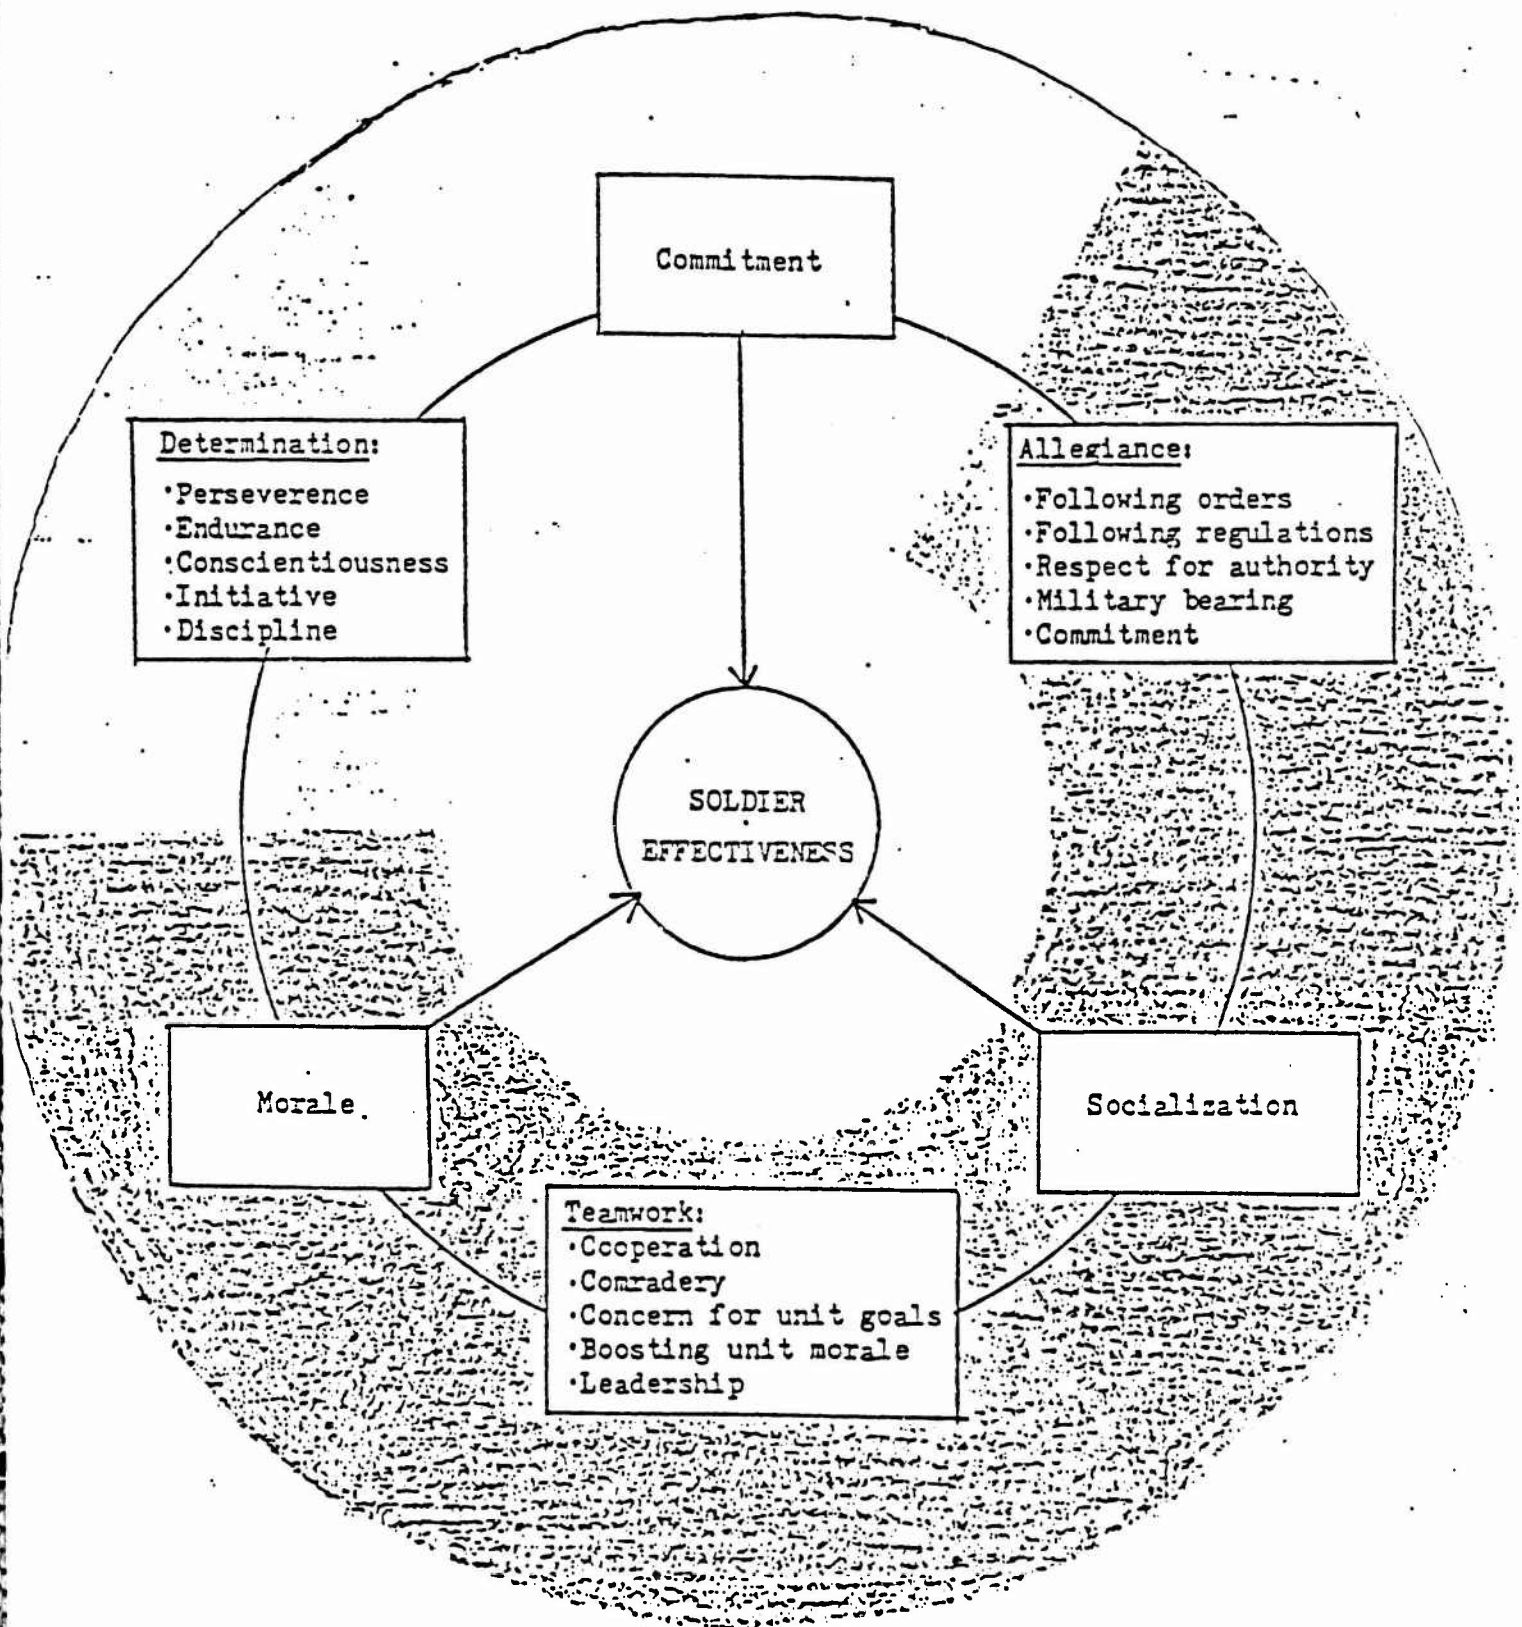 Commitment
Determination:
·Perseverence
·Endurance
·Conscientiousness
·Initiative
·Discipline
Allegiance:
·Following orders
·Following regulations
·Respect for authority
·Military bearing
·Commitment
SOLDIER
EFFECTIVENESS
Morale
Socialization
Teamwork:
·Cooperation
·Comradery
·Concern for unit goals
·Boosting unit morale
·Leadership